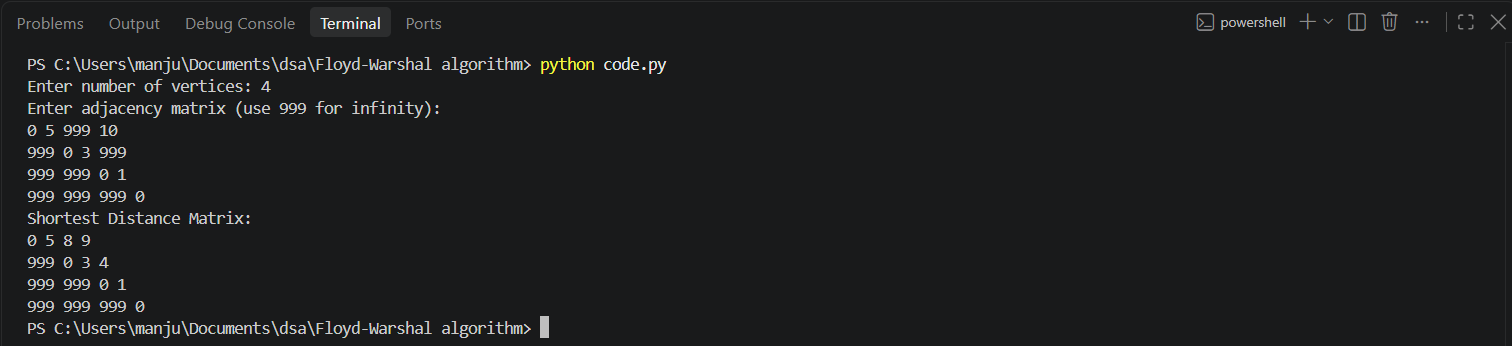 Problems Output Debug Console Terminal Ports powershell
PS C:\Users\manju\Documents\dsa\Floyd-Warshal algorithm> python code.py
Enter number of vertices: 4
Enter adjacency matrix (use 999 for infinity):
0 5 999 10
999 0 3 999
999 999 0 1
999 999 999 0
Shortest Distance Matrix:
0 5 8 9
999 0 3 4
999 999 0 1
999 999 999 0
PS C:\Users\manju\Documents\dsa\Floyd-Warshal algorithm>